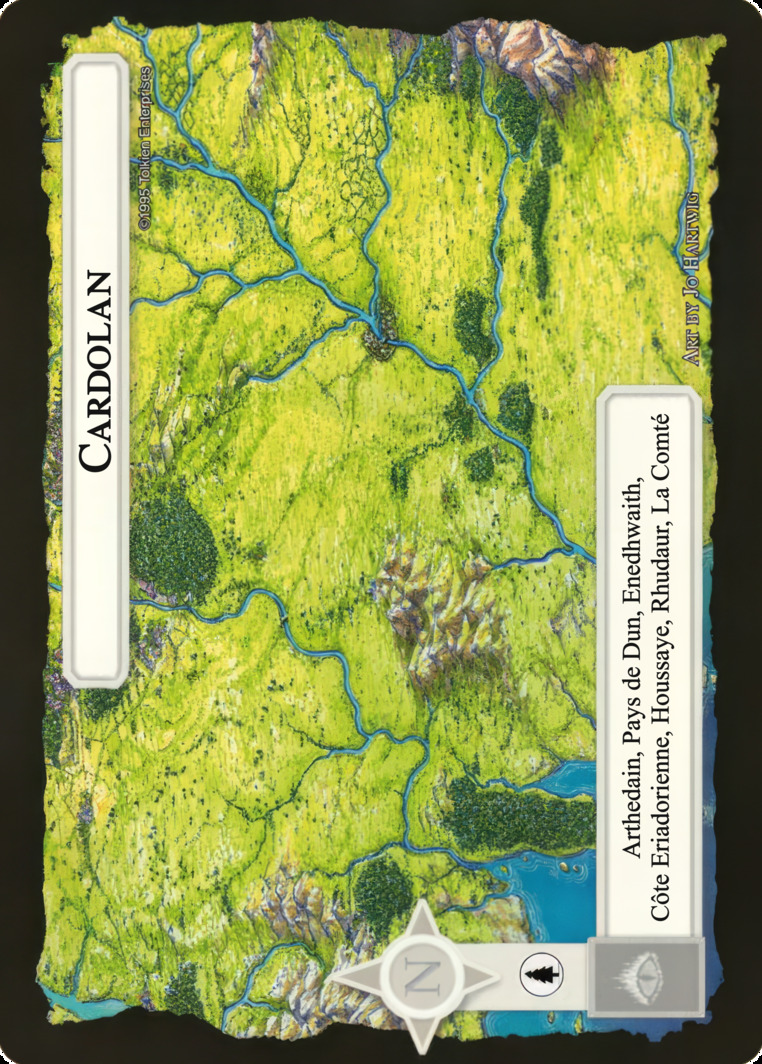 CARDOLAN
©1995 Tolkien Enterprises
N
Arthedain, Pays de Dun, Enedhwaith,
Côte Eriadorienne, Houssaye, Rhudaur, La Comté
ART BY JO HARTWIG